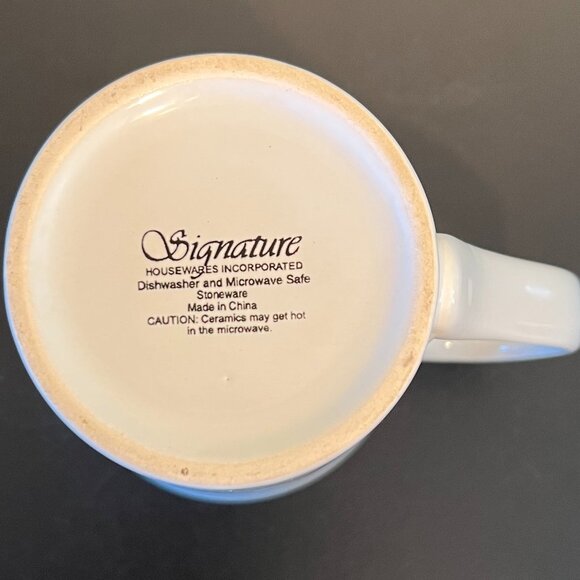 Signature
HOUSEWARES INCORPORATED
Dishwasher and Microwave Safe
Stoneware
Made in China
CAUTION: Ceramics may get hot
in the microwave.